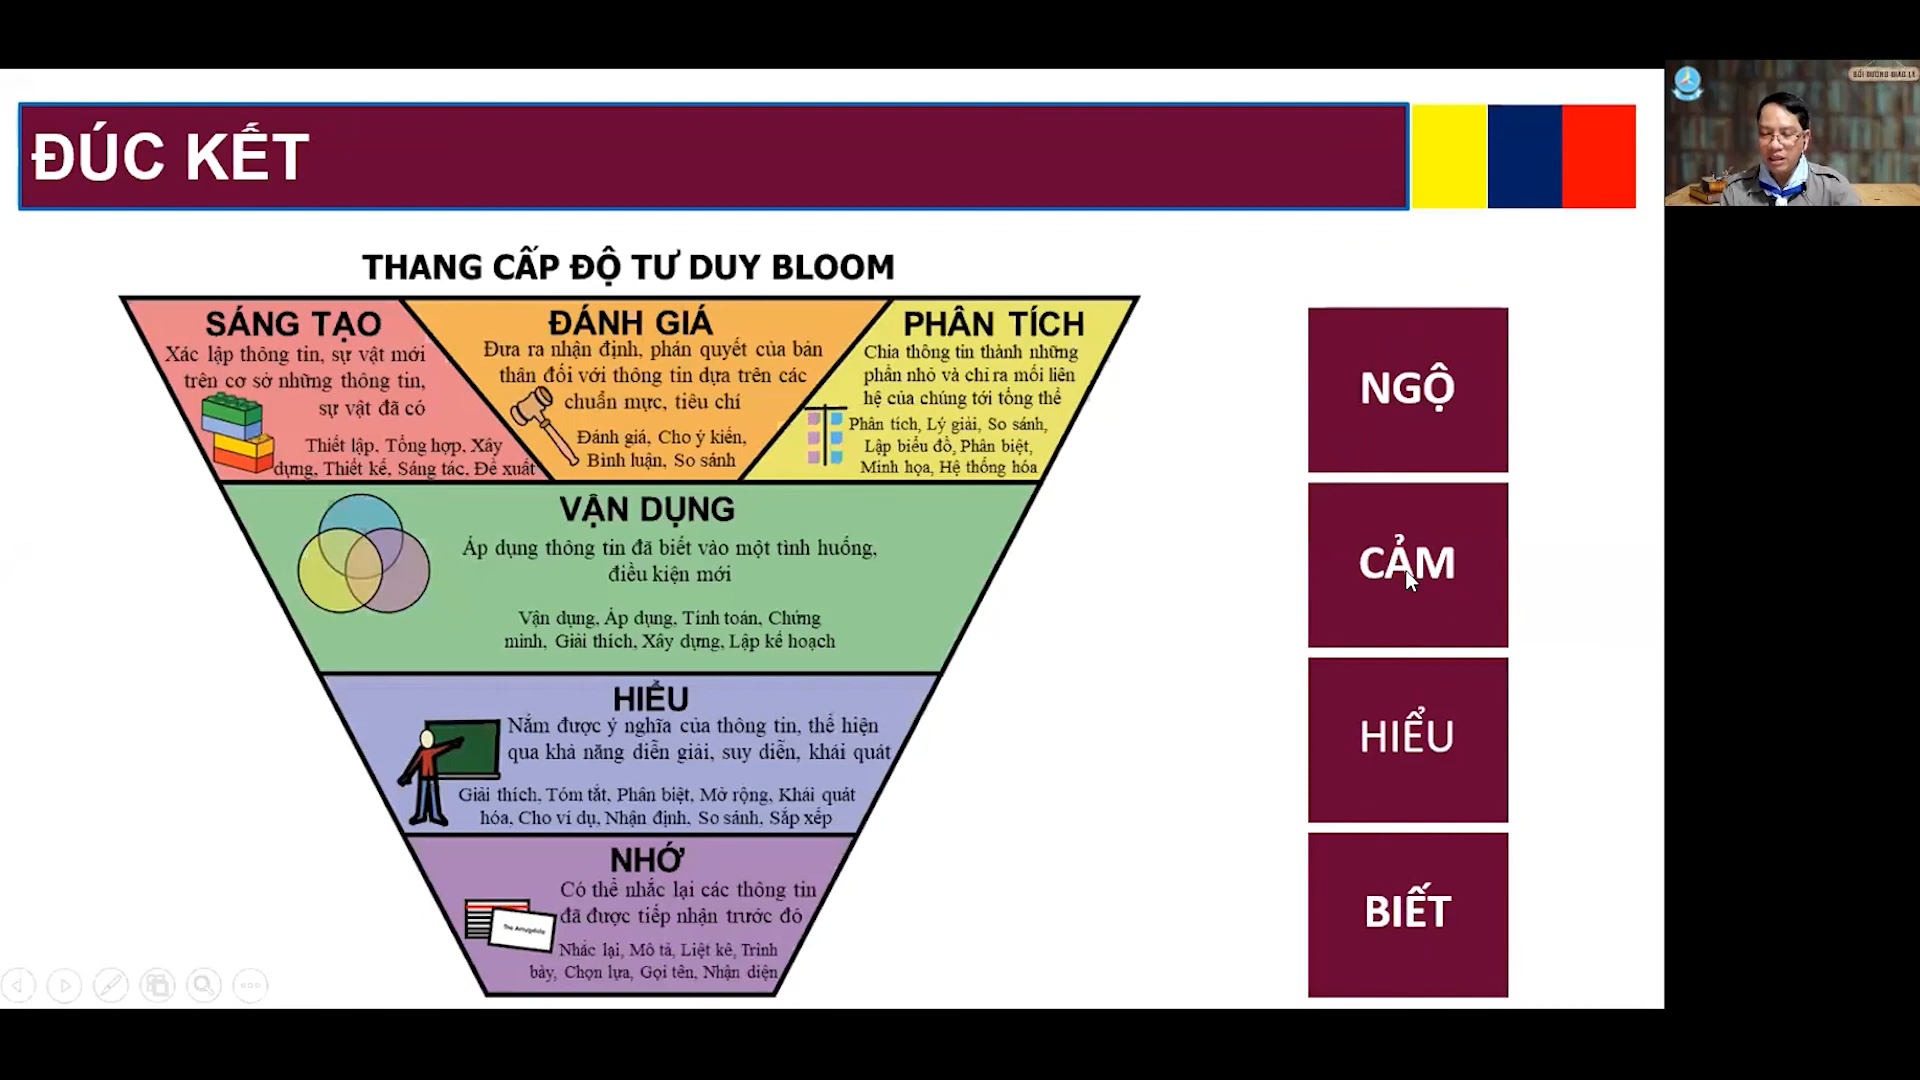 BỒI DƯỠNG GIÁO LÝ
ĐÚC KẾT
THANG CẤP ĐỘ TƯ DUY BLOOM
SÁNG TẠO
Xác lập thông tin, sự vật mới
trên cơ sở những thông tin,
sự vật đã có
Thiết lập, Tổng hợp, Xây
dựng, Thiết kế, Sáng tác, Đề xuất
ĐÁNH GIÁ
Đưa ra nhận định, phán quyết của bản
thân đối với thông tin dựa trên các
chuẩn mực, tiêu chí
Đánh giá, Cho ý kiến,
Bình luận, So sánh
PHÂN TÍCH
Chia thông tin thành những
phần nhỏ và chỉ ra mối liên
hệ của chúng tới tổng thể
Phân tích, Lý giải, So sánh,
Lập biểu đồ, Phân biệt,
Minh họa, Hệ thống hóa
VẬN DỤNG
Áp dụng thông tin đã biết vào một tình huống,
điều kiện mới
Vận dụng, Áp dụng, Tính toán, Chứng
minh, Giải thích, Xây dựng, Lập kế hoạch
HIỂU
Nắm được ý nghĩa của thông tin, thể hiện
qua khả năng diễn giải, suy diễn, khái quát
Giải thích, Tóm tắt, Phân biệt, Mở rộng, Khái quát
hóa, Cho ví dụ, Nhận định, So sánh, Sắp xếp
NHỚ
Có thể nhắc lại các thông tin
đã được tiếp nhận trước đó
The Amygdala
Nhắc lại, Mô tả, Liệt kê, Trình
bày, Chọn lựa, Gọi tên, Nhận diện
NGỘ
CẢM
HIỂU
BIẾT